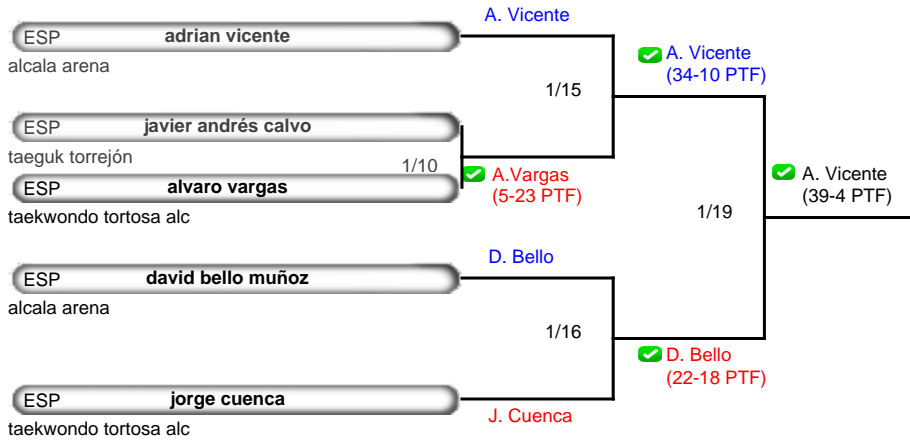 A. Vicente
ESP adrian vicente
alcala arena
A. Vicente
(34-10 PTF)
1/15
ESP javier andrés calvo
taeguk torrejón
1/10
ESP alvaro vargas
A.Vargas
(5-23 PTF)
taekwondo tortosa alc
A. Vicente
(39-4 PTF)
1/19
D. Bello
ESP david bello muñoz
alcala arena
1/16
D. Bello
(22-18 PTF)
ESP jorge cuenca
J. Cuenca
taekwondo tortosa alc